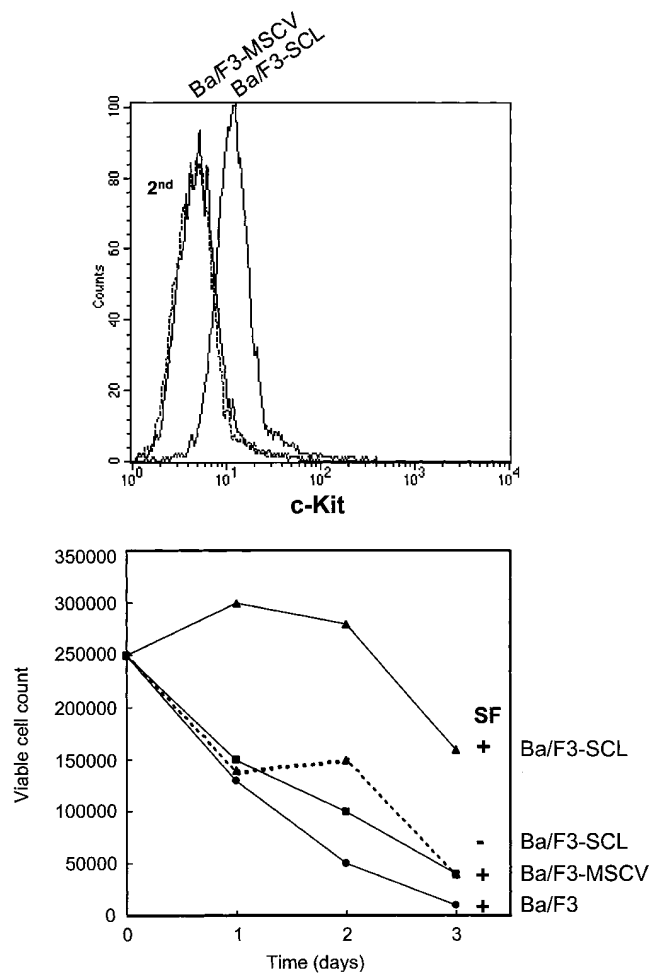 Ba/F3-MSCV
Ba/F3-SCL
2nd
Counts
100
80
60
40
20
0
10^0 10^1 10^2 10^3 10^4
c-Kit
Viable cell count
350000
300000
250000
200000
150000
100000
50000
0
0 1 2 3
Time (days)
SF
+ Ba/F3-SCL
- Ba/F3-SCL
+ Ba/F3-MSCV
+ Ba/F3